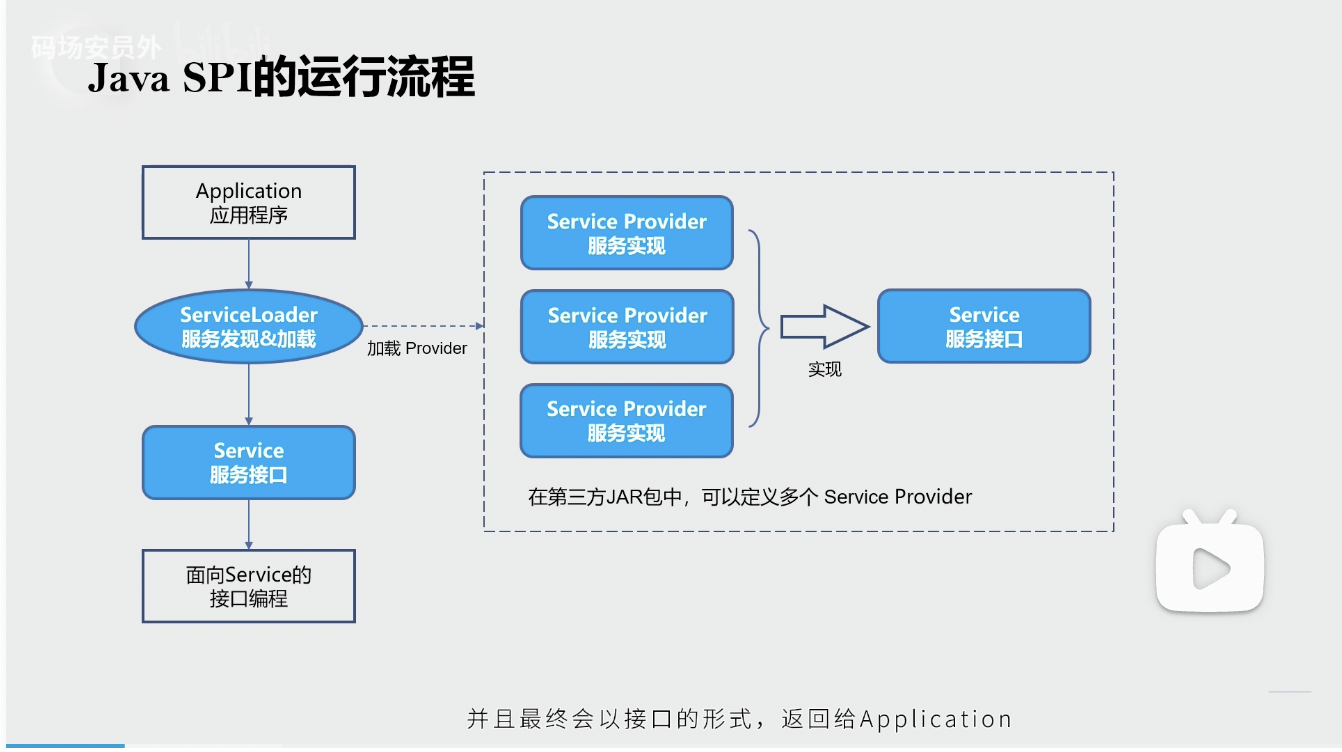 码场安员外 bilibili
Java SPI的运行流程
Application
应用程序
ServiceLoader
服务发现&加载
加载 Provider
Service
服务接口
面向Service的
接口编程
Service Provider
服务实现
Service Provider
服务实现
Service Provider
服务实现
实现
Service
服务接口
在第三方JAR包中，可以定义多个 Service Provider
并且最终会以接口的形式，返回给Application